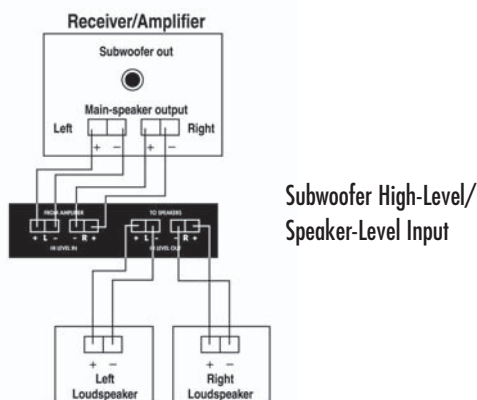 Receiver/Amplifier
Subwoofer out
Main-speaker output
Left Right
+ − + −
FROM AMPLIFIER TO SPEAKERS
+ L - - R + + L - - R +
HI LEVEL IN HI LEVEL OUT
Subwoofer High-Level/
Speaker-Level Input
+ − + −
Left Right
Loudspeaker Loudspeaker